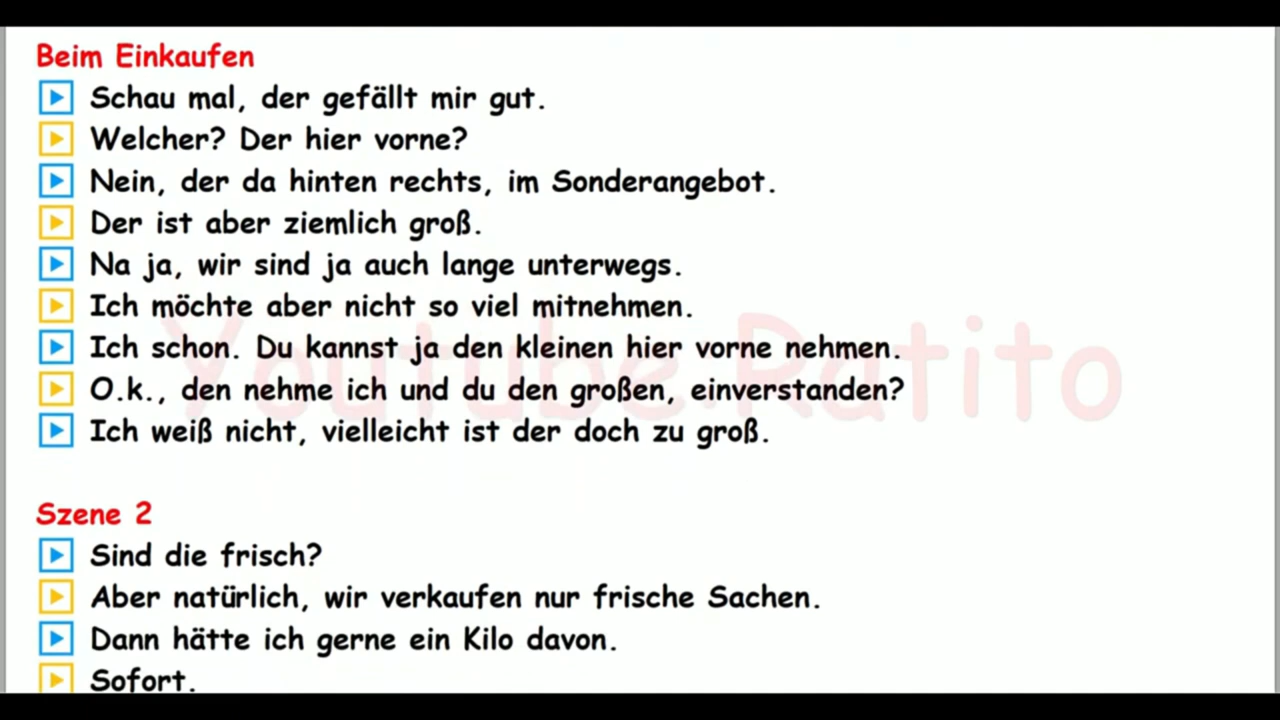 Beim Einkaufen
Schau mal, der gefällt mir gut.
Welcher? Der hier vorne?
Nein, der da hinten rechts, im Sonderangebot.
Der ist aber ziemlich groß.
Na ja, wir sind ja auch lange unterwegs.
Ich möchte aber nicht so viel mitnehmen.
Ich schon. Du kannst ja den kleinen hier vorne nehmen.
O.k., den nehme ich und du den großen, einverstanden?
Ich weiß nicht, vielleicht ist der doch zu groß.
Youtube.Ratito
Szene 2
Sind die frisch?
Aber natürlich, wir verkaufen nur frische Sachen.
Dann hätte ich gerne ein Kilo davon.
Sofort.